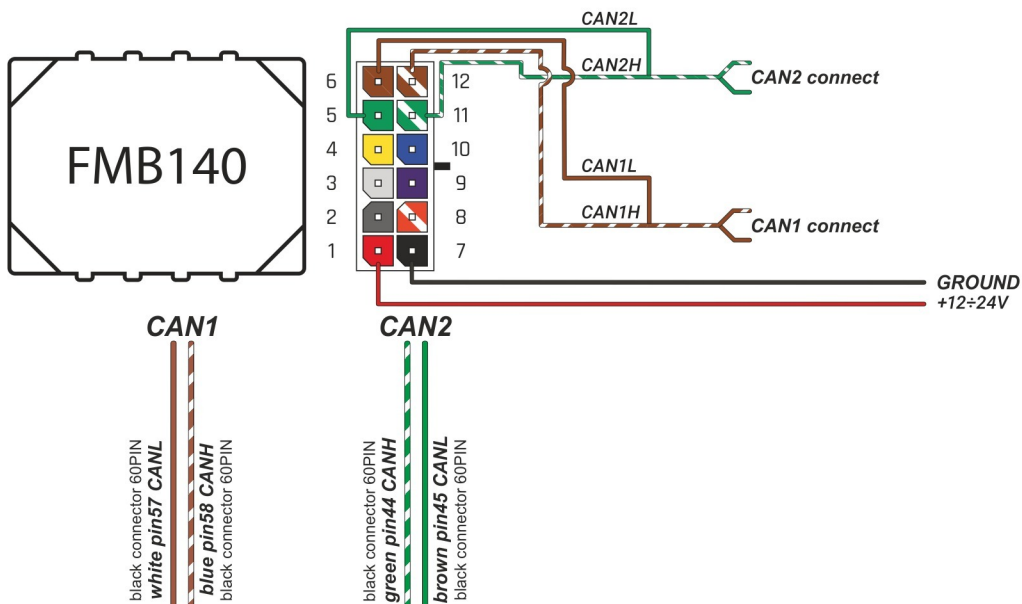 CAN2L
CAN2H
CAN2 connect
FMB140
6
12
5
11
4
10
3
9
2
8
1
7
CAN1L
CAN1H
CAN1 connect
GROUND
+12÷24V
CAN1
CAN2
black connector 60PIN
white pin57 CANL
blue pin58 CANH
black connector 60PIN
black connector 60PIN
green pin44 CANH
brown pin45 CANL
black connector 60PIN